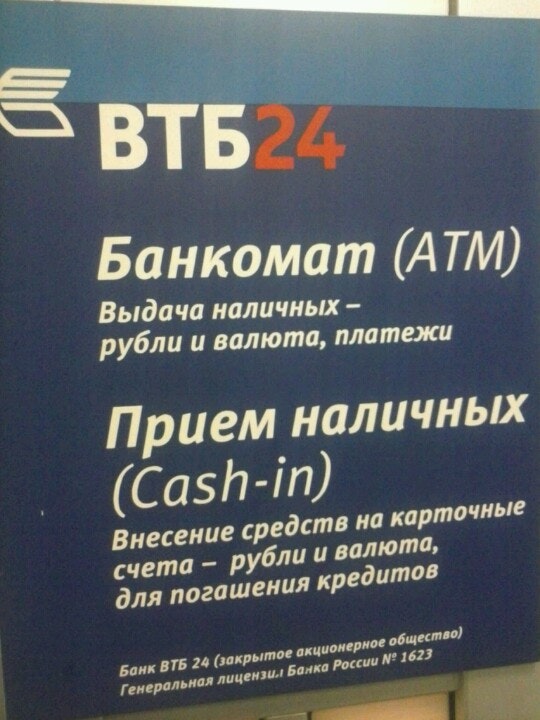 ВТБ24
Банкомат (ATM)
Выдача наличных –
рубли и валюта, платежи
Прием наличных
(Cash-in)
Внесение средств на карточные
счета – рубли и валюта,
для погашения кредитов
Банк ВТБ 24 (закрытое акционерное общество)
Генеральная лицензия Банка России № 1623